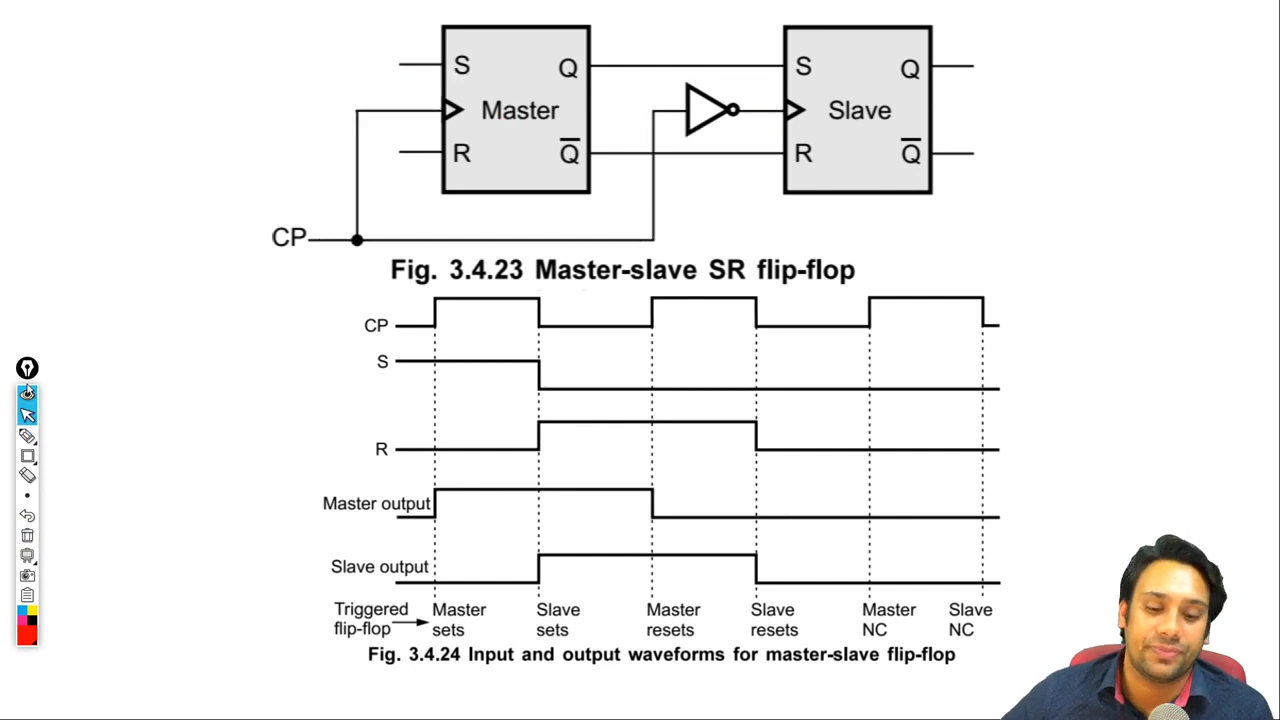 S Q S Q
Master Slave
R Q̅ R Q̅
CP
Fig. 3.4.23 Master-slave SR flip-flop
CP
S
R
Master output
Slave output
Triggered flip-flop
Master sets
Slave sets
Master resets
Slave resets
Master NC
Slave NC
Fig. 3.4.24 Input and output waveforms for master-slave flip-flop